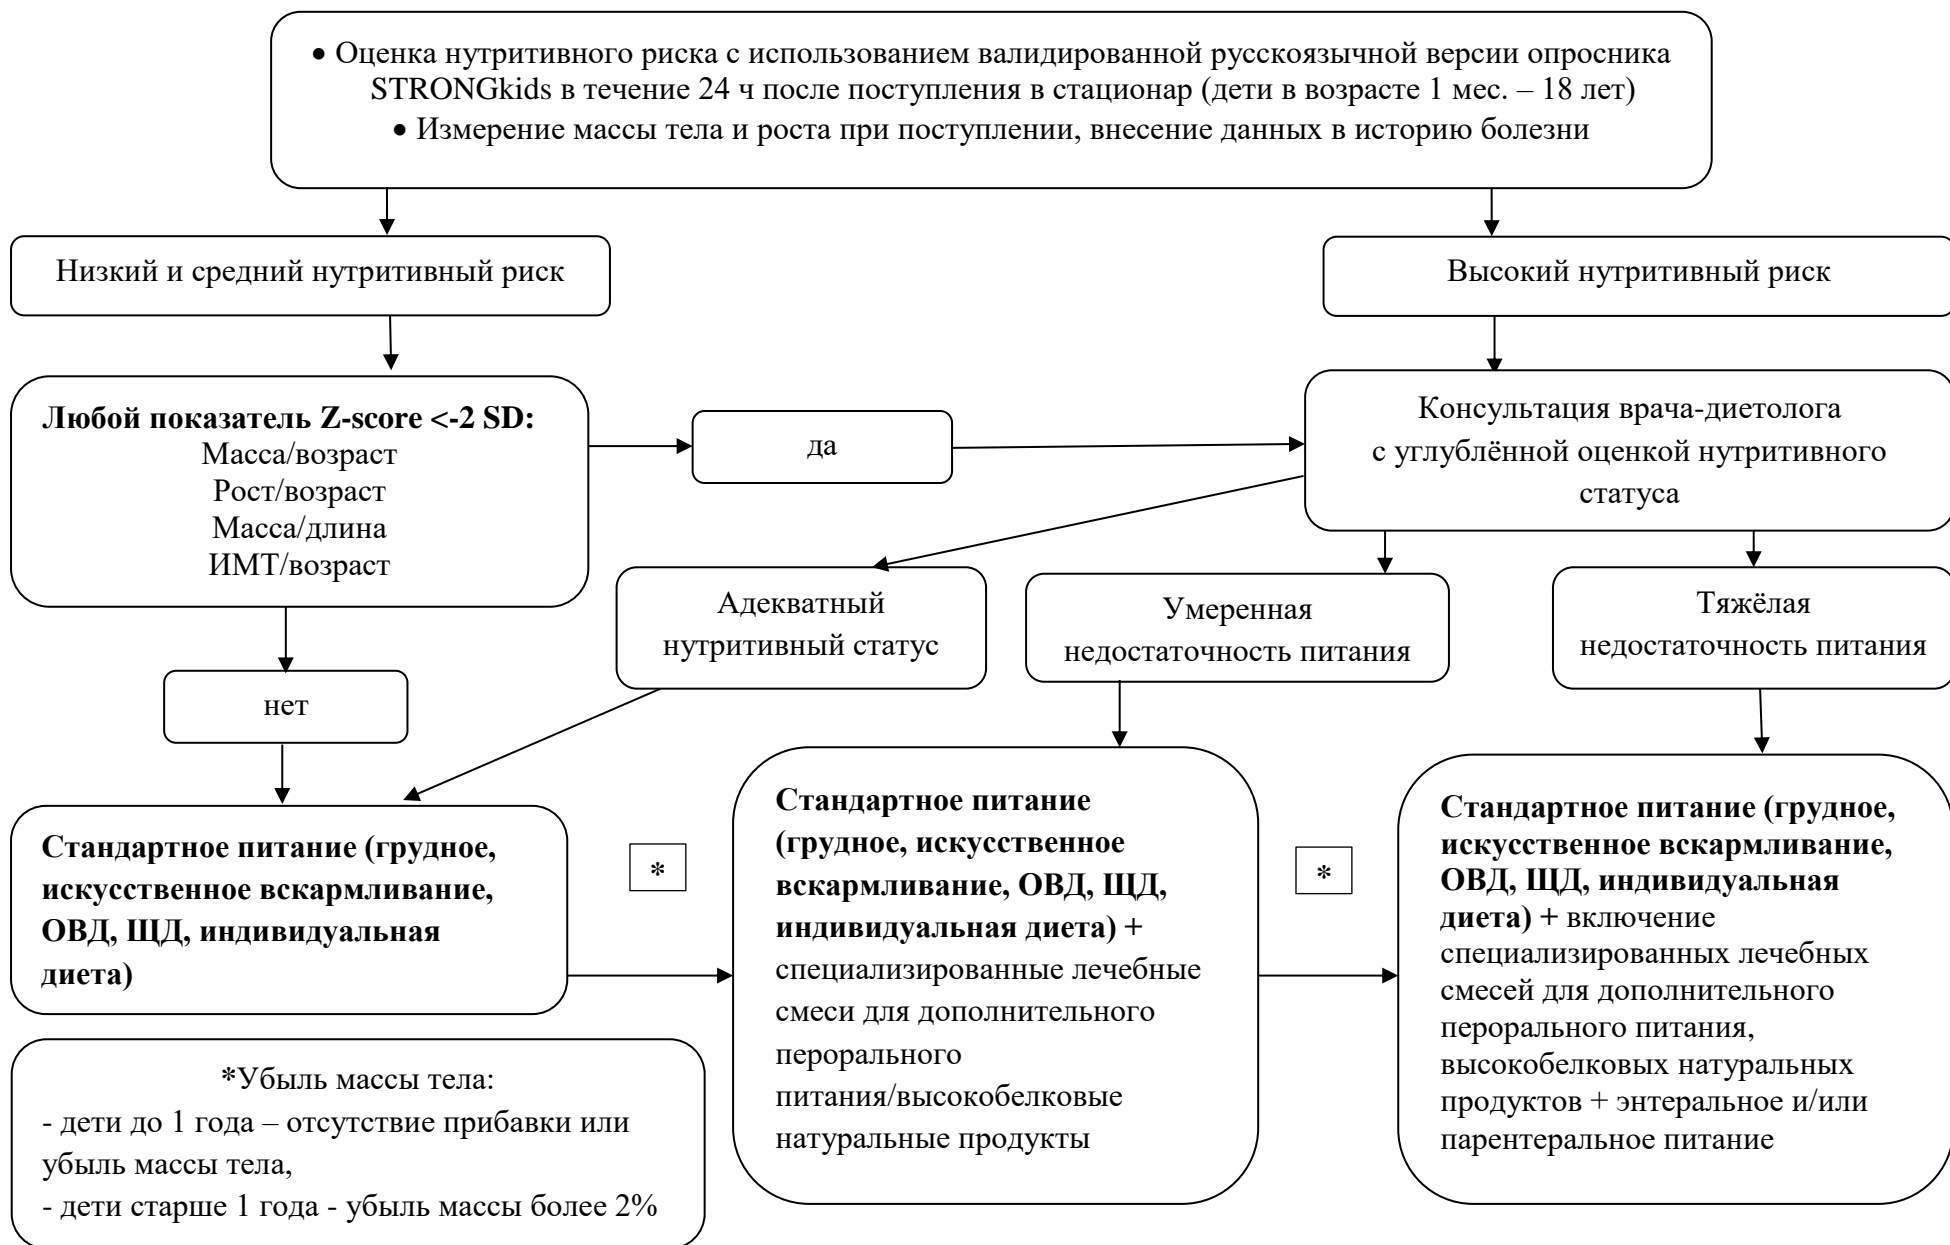 • Оценка нутритивного риска с использованием валидированной русскоязычной версии опросника
STRONGkids в течение 24 ч после поступления в стационар (дети в возрасте 1 мес. – 18 лет)
• Измерение массы тела и роста при поступлении, внесение данных в историю болезни
Низкий и средний нутритивный риск
Высокий нутритивный риск
Любой показатель Z-score <-2 SD:
Масса/возраст
Рост/возраст
Масса/длина
ИМТ/возраст
да
Консультация врача-диетолога
с углублённой оценкой нутритивного
статуса
нет
Адекватный
нутритивный статус
Умеренная
недостаточность питания
Тяжёлая
недостаточность питания
Стандартное питание (грудное,
искусственное вскармливание,
ОВД, ЩД, индивидуальная
диета)
*
Стандартное питание
(грудное, искусственное
вскармливание, ОВД, ЩД,
индивидуальная диета) +
специализированные лечебные
смеси для дополнительного
перорального
питания/высокобелковые
натуральные продукты
*
Стандартное питание (грудное,
искусственное вскармливание,
ОВД, ЩД, индивидуальная
диета) + включение
специализированных лечебных
смесей для дополнительного
перорального питания,
высокобелковых натуральных
продуктов + энтеральное и/или
парентеральное питание
*Убыль массы тела:
- дети до 1 года – отсутствие прибавки или
убыль массы тела,
- дети старше 1 года - убыль массы более 2%